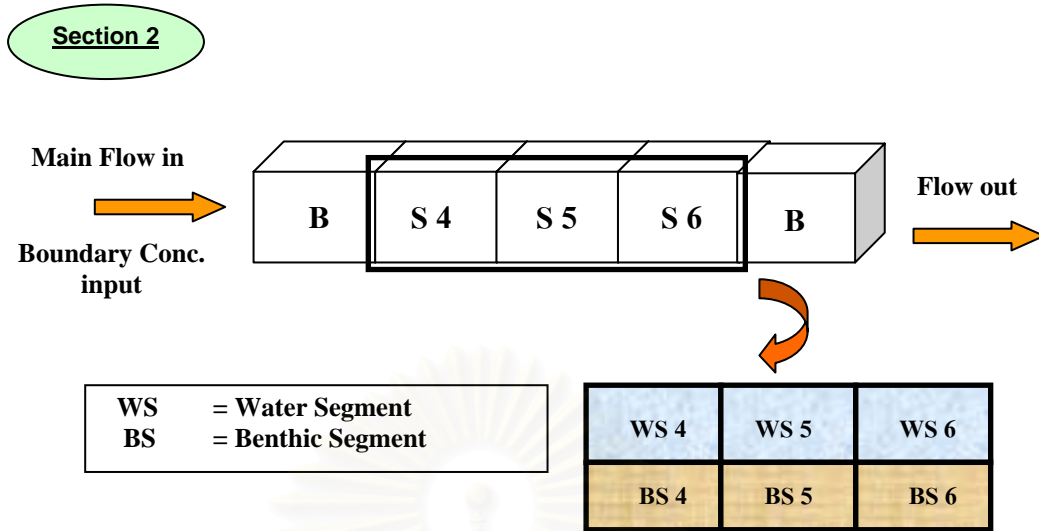 Section 2
Main Flow in
Boundary Conc.
input
B S 4 S 5 S 6 B
Flow out
WS = Water Segment
BS = Benthic Segment
WS 4 WS 5 WS 6
BS 4 BS 5 BS 6